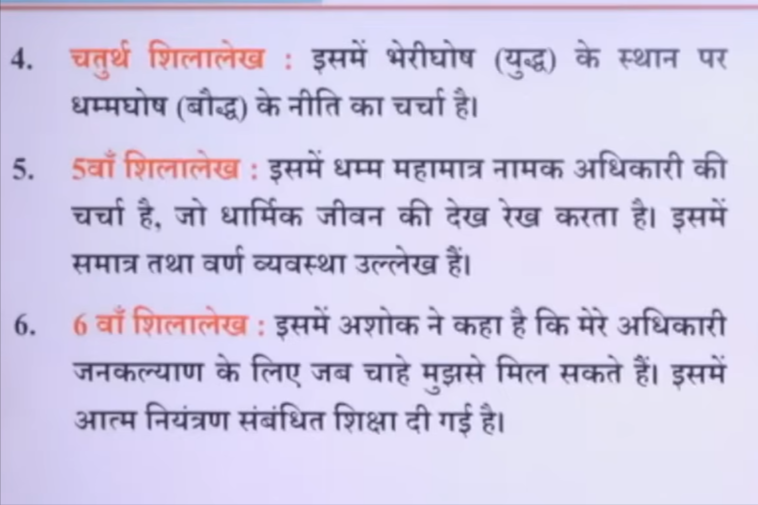 4. चतुर्थ शिलालेख : इसमें भेरीघोष (युद्ध) के स्थान पर
धम्मघोष (बौद्ध) के नीति का चर्चा है।
5. 5वाँ शिलालेख : इसमें धम्म महामात्र नामक अधिकारी की
चर्चा है, जो धार्मिक जीवन की देख रेख करता है। इसमें
समात्र तथा वर्ण व्यवस्था उल्लेख हैं।
6. 6 वाँ शिलालेख : इसमें अशोक ने कहा है कि मेरे अधिकारी
जनकल्याण के लिए जब चाहे मुझसे मिल सकते हैं। इसमें
आत्म नियंत्रण संबंधित शिक्षा दी गई है।